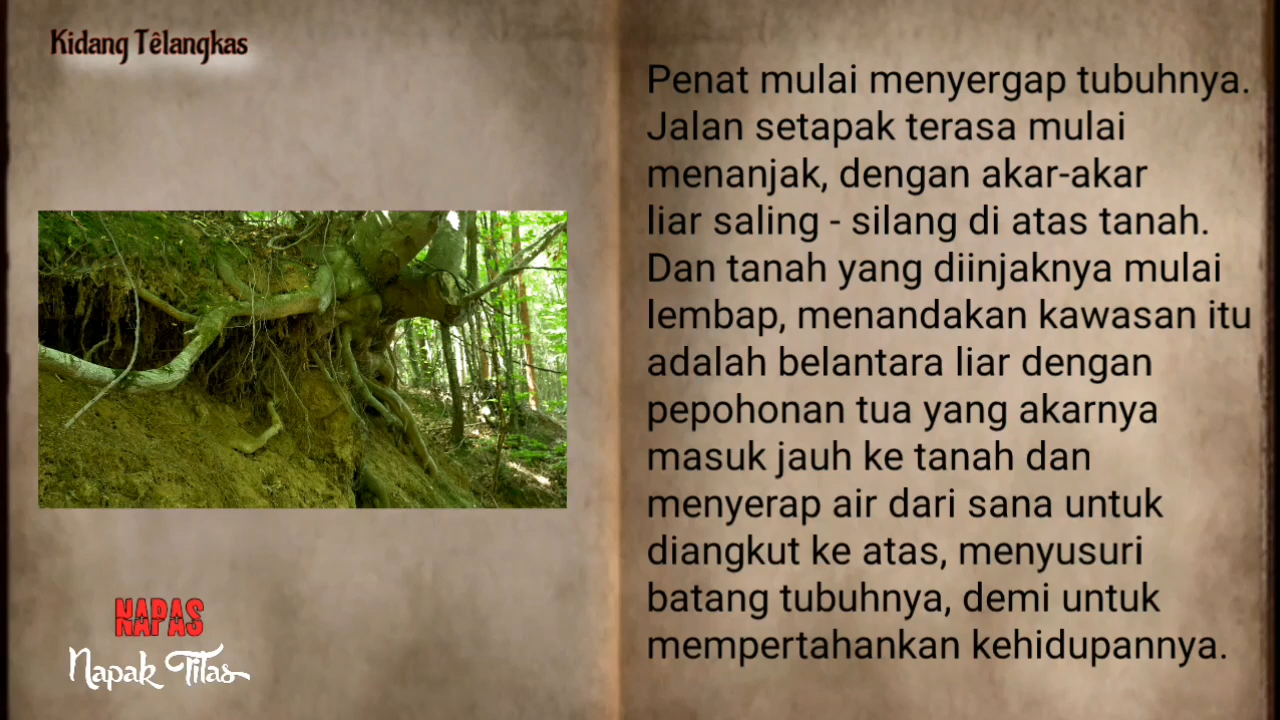 Kidang Têlangkas
Penat mulai menyergap tubuhnya.
Jalan setapak terasa mulai
menanjak, dengan akar-akar
liar saling - silang di atas tanah.
Dan tanah yang diinjaknya mulai
lembap, menandakan kawasan itu
adalah belantara liar dengan
pepohonan tua yang akarnya
masuk jauh ke tanah dan
menyerap air dari sana untuk
diangkut ke atas, menyusuri
batang tubuhnya, demi untuk
mempertahankan kehidupannya.
NAPAS
Napak Tilas